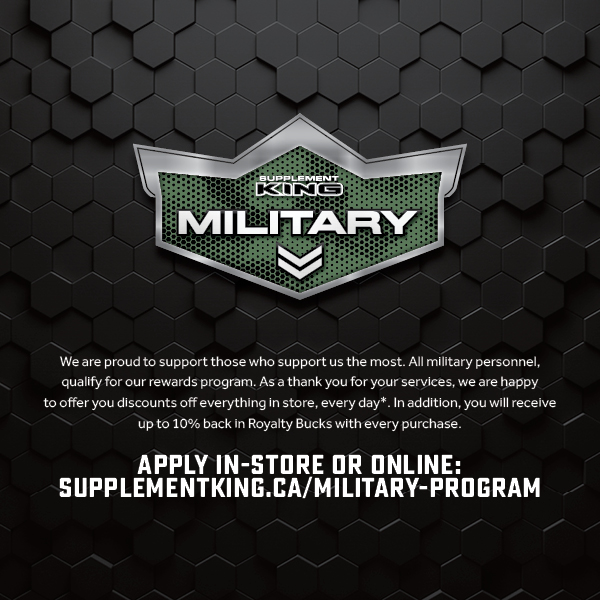 SUPPLEMENT
KING
MILITARY
We are proud to support those who support us the most. All military personnel,
qualify for our rewards program. As a thank you for your services, we are happy
to offer you discounts off everything in store, every day*. In addition, you will receive
up to 10% back in Royalty Bucks with every purchase.
APPLY IN-STORE OR ONLINE:
SUPPLEMENTKING.CA/MILITARY-PROGRAM